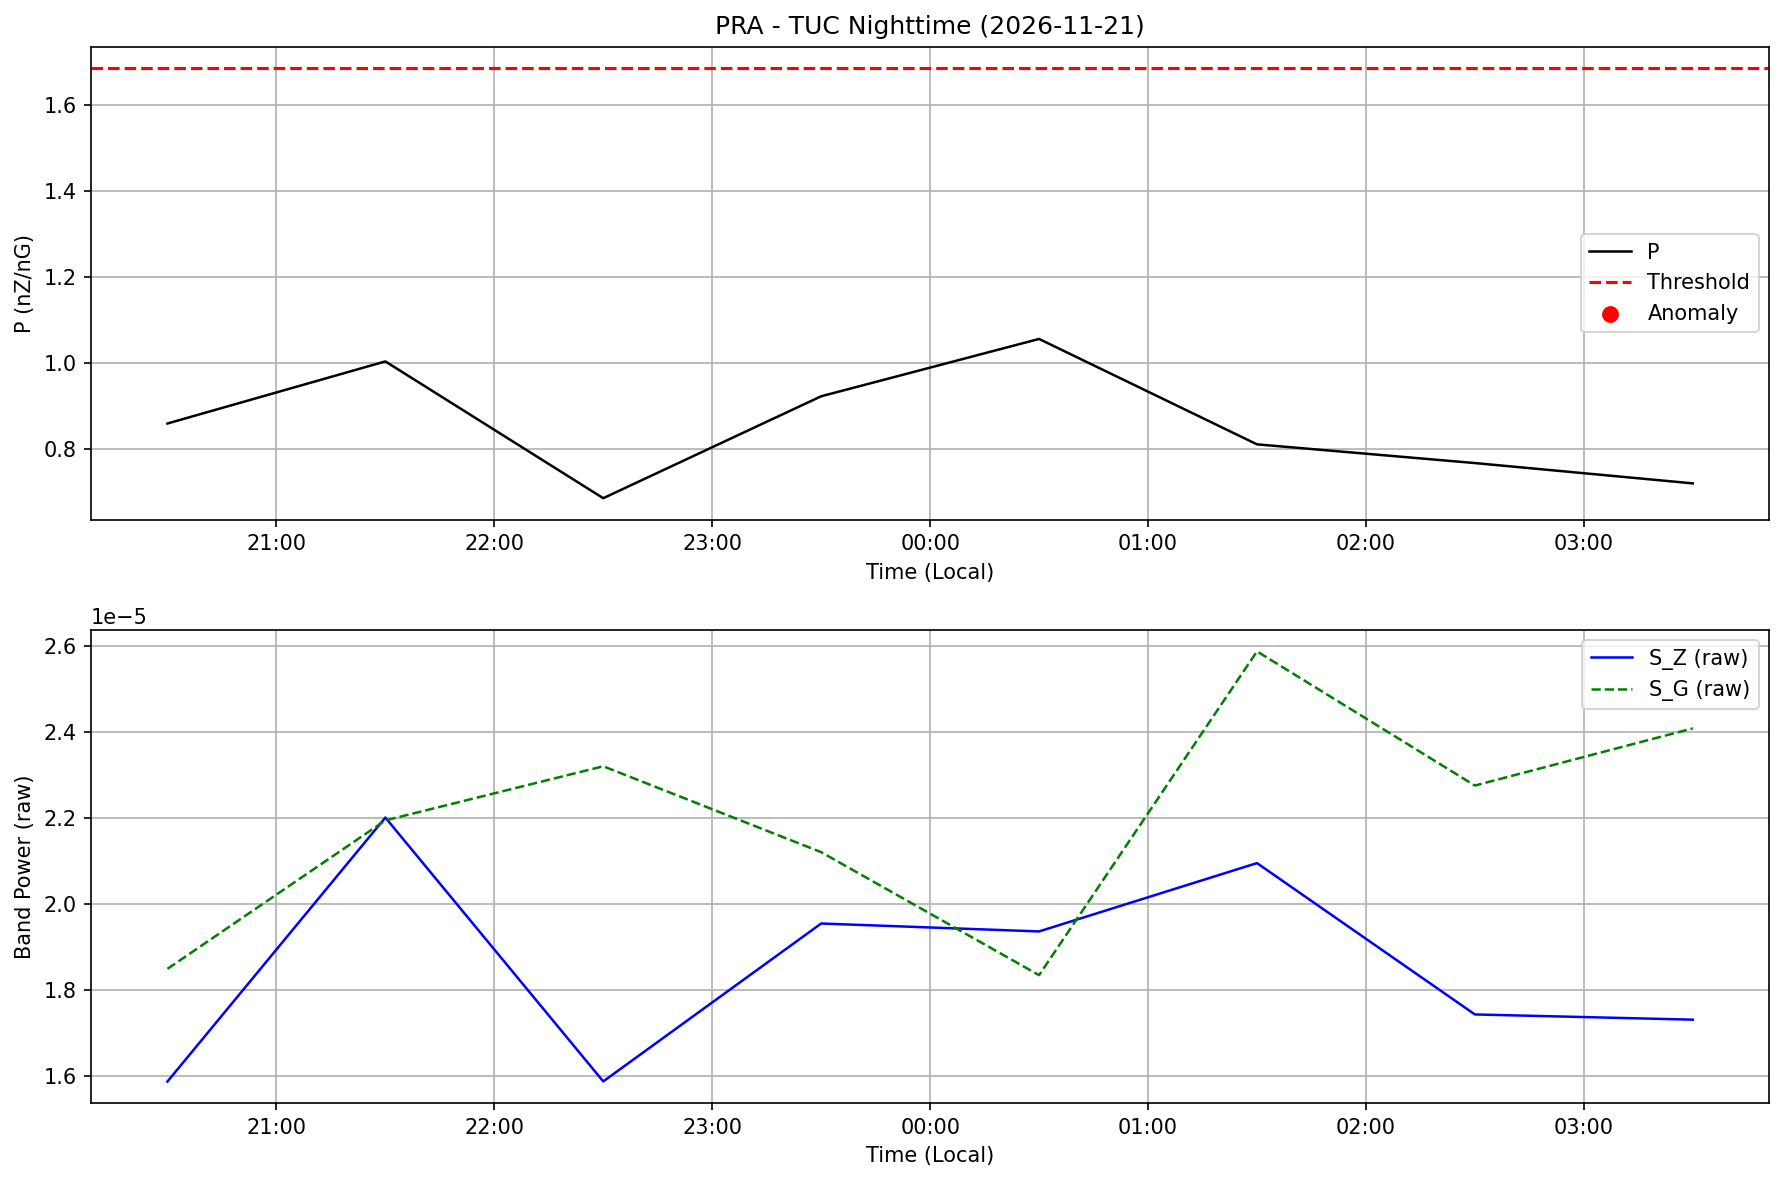 PRA - TUC Nighttime (2026-11-21)
P (nZ/nG)
1.6
1.4
1.2
1.0
0.8
P
Threshold
Anomaly
21:00 22:00 23:00 00:00 01:00 02:00 03:00
Time (Local)
1e−5
Band Power (raw)
2.6
2.4
2.2
2.0
1.8
1.6
S_Z (raw)
S_G (raw)
21:00 22:00 23:00 00:00 01:00 02:00 03:00
Time (Local)